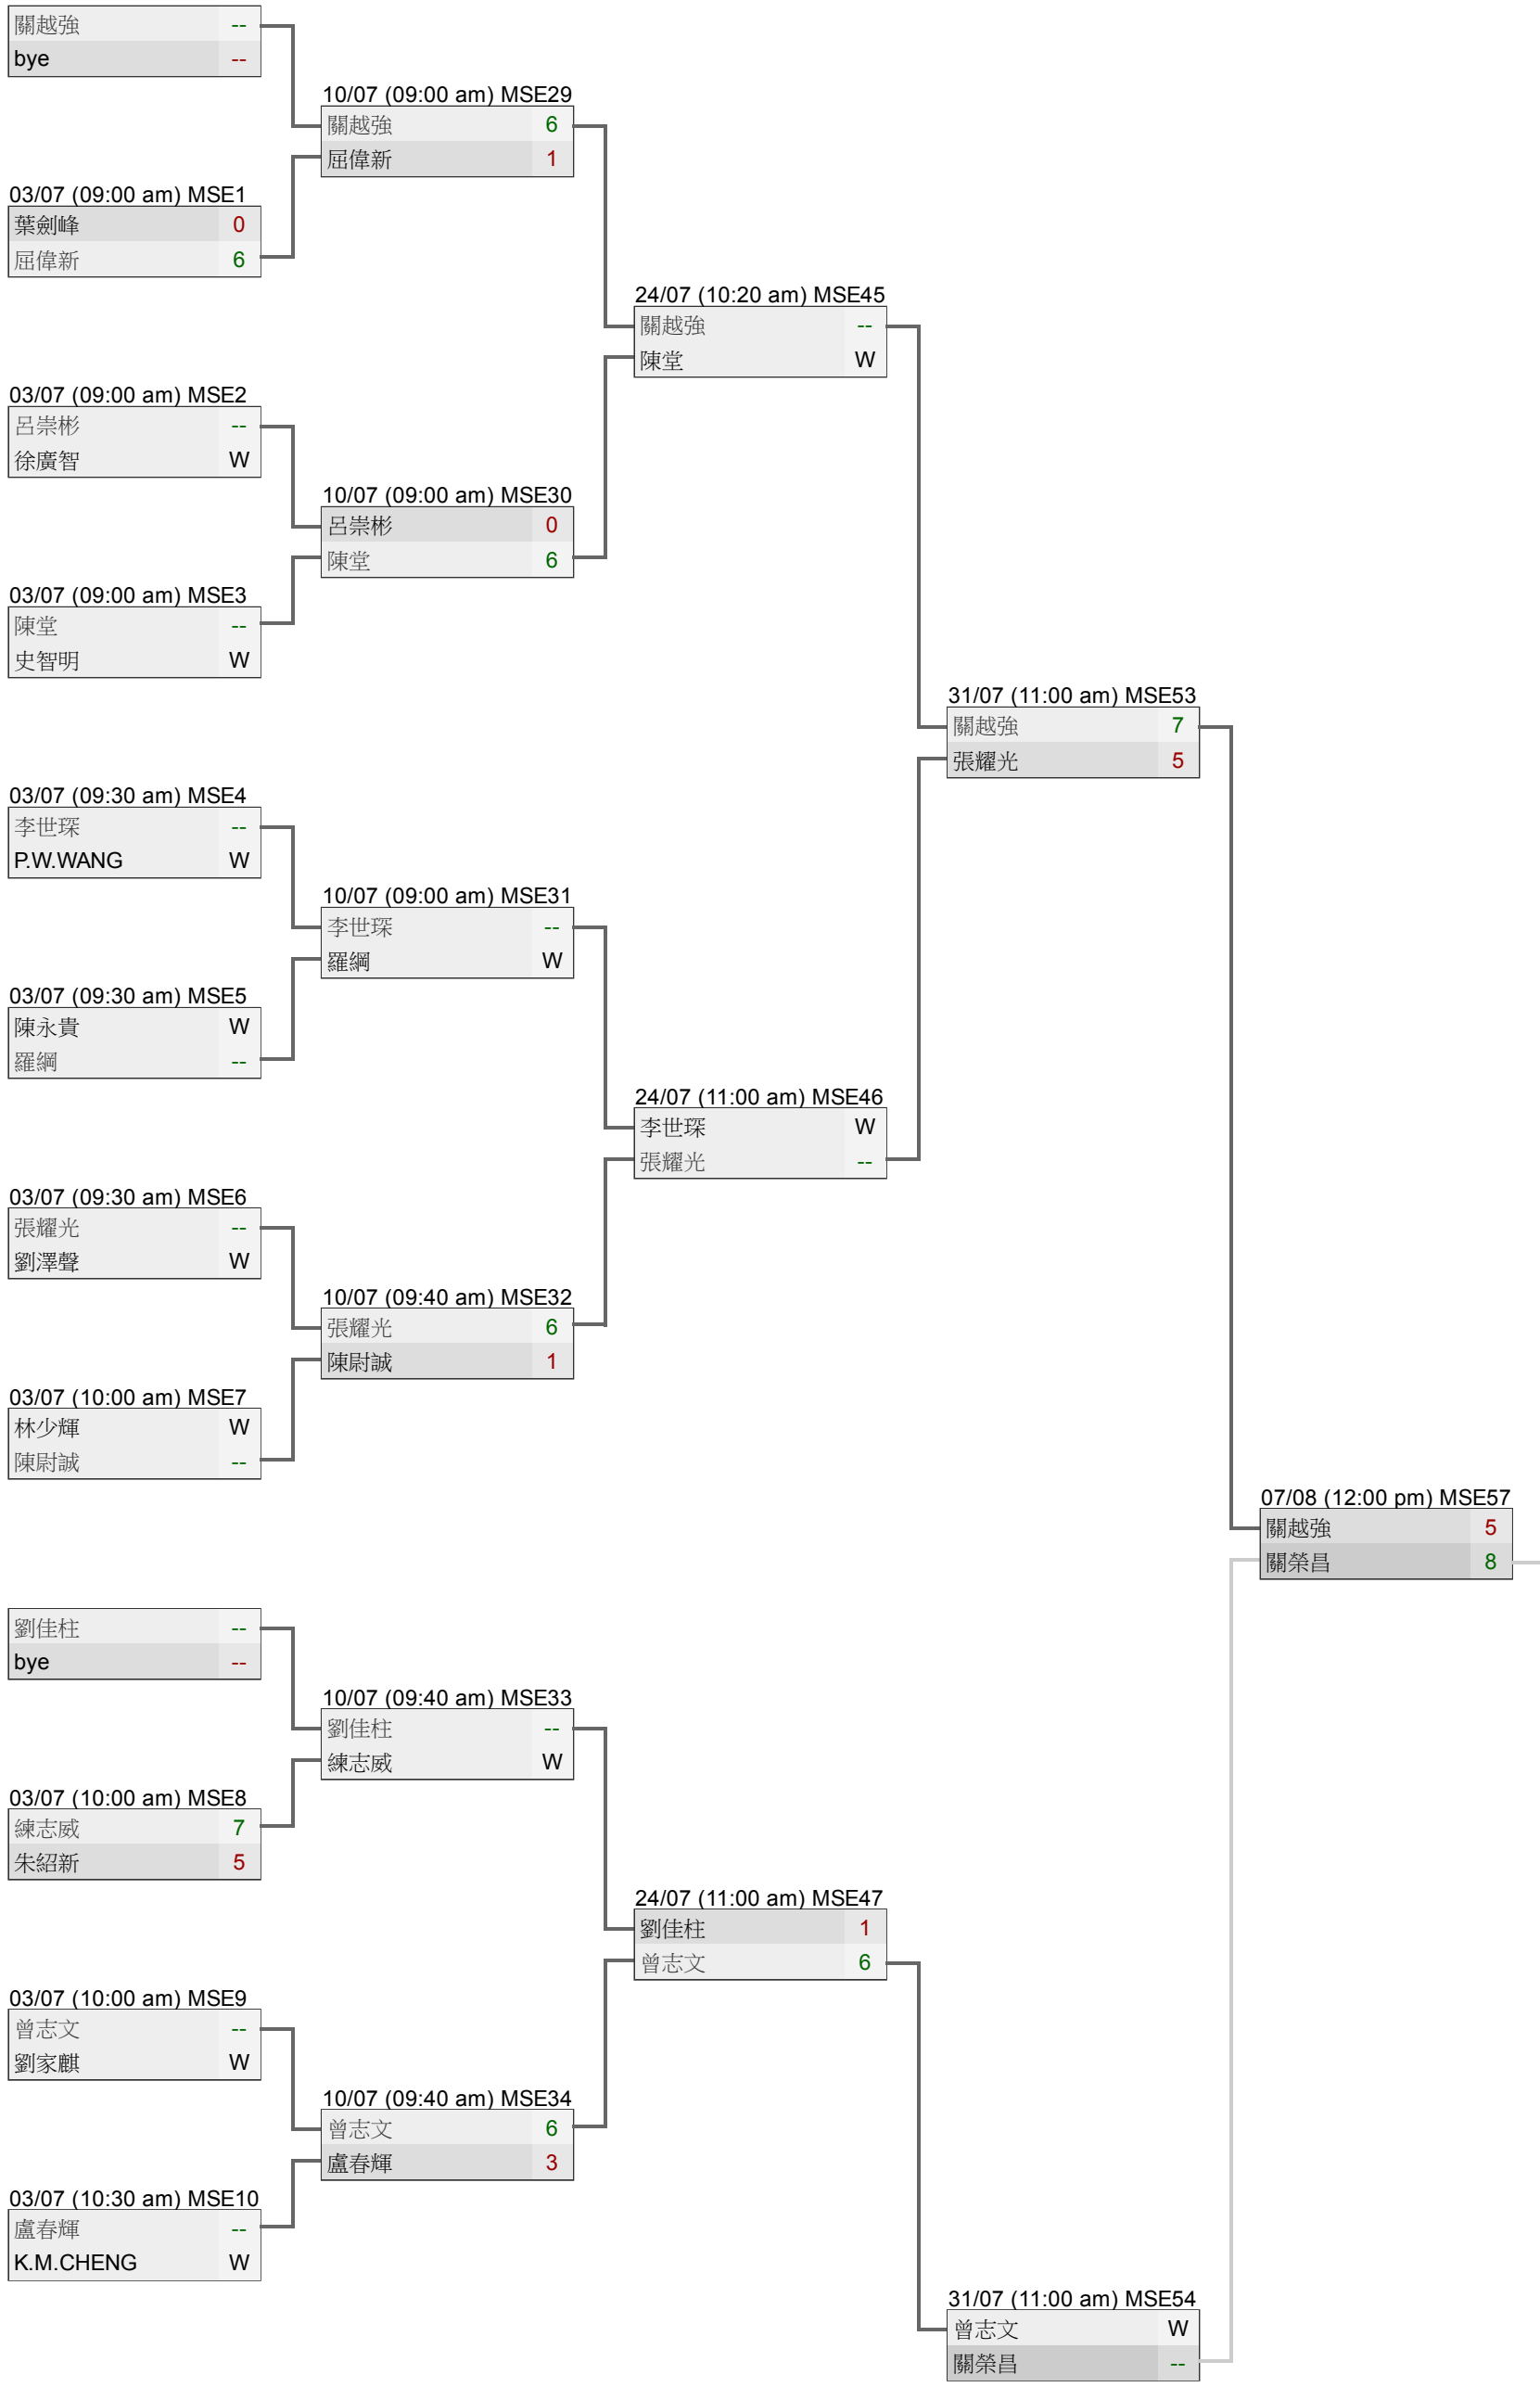 關越強 --
bye --
10/07 (09:00 am) MSE29
關越強 6
屈偉新 1
03/07 (09:00 am) MSE1
葉劍峰 0
屈偉新 6
24/07 (10:20 am) MSE45
關越強 --
陳堂 W
03/07 (09:00 am) MSE2
呂崇彬 --
徐廣智 W
10/07 (09:00 am) MSE30
呂崇彬 0
陳堂 6
03/07 (09:00 am) MSE3
陳堂 --
史智明 W
31/07 (11:00 am) MSE53
關越強 7
張耀光 5
03/07 (09:30 am) MSE4
李世琛 --
P.W.WANG W
10/07 (09:00 am) MSE31
李世琛 --
羅綱 W
03/07 (09:30 am) MSE5
陳永貴 W
羅綱 --
24/07 (11:00 am) MSE46
李世琛 W
張耀光 --
03/07 (09:30 am) MSE6
張耀光 --
劉澤聲 W
10/07 (09:40 am) MSE32
張耀光 6
陳尉誠 1
03/07 (10:00 am) MSE7
林少輝 W
陳尉誠 --
07/08 (12:00 pm) MSE57
關越強 5
關榮昌 8
劉佳柱 --
bye --
10/07 (09:40 am) MSE33
劉佳柱 --
練志威 W
03/07 (10:00 am) MSE8
練志威 7
朱紹新 5
24/07 (11:00 am) MSE47
劉佳柱 1
曾志文 6
03/07 (10:00 am) MSE9
曾志文 --
劉家麒 W
10/07 (09:40 am) MSE34
曾志文 6
盧春輝 3
03/07 (10:30 am) MSE10
盧春輝 --
K.M.CHENG W
31/07 (11:00 am) MSE54
曾志文 W
關榮昌 --